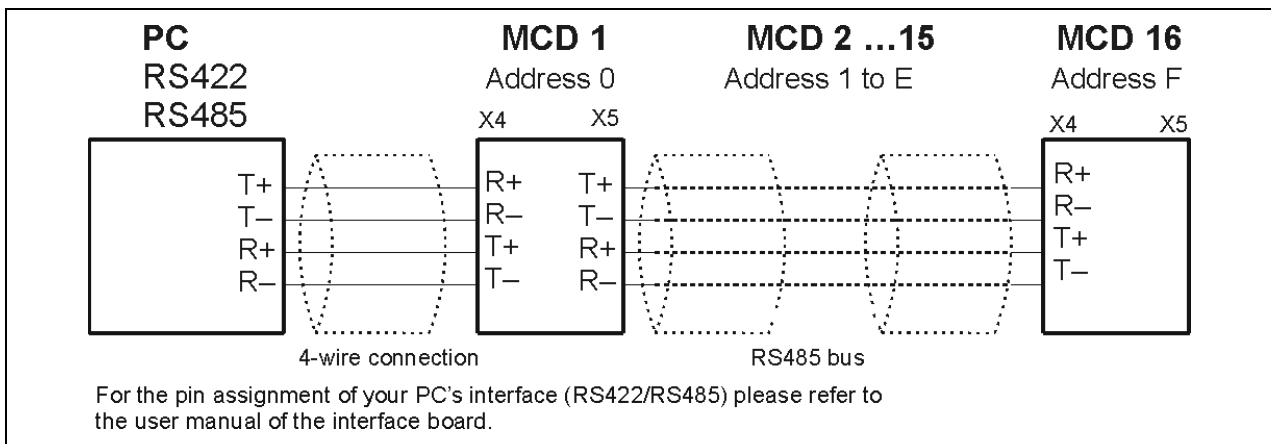 PC MCD 1 MCD 2 ...15 MCD 16
RS422 Address 0 Address 1 to E Address F
RS485 X4 X5 X4 X5
T+ R+ T+ R+
T– R– T– R–
R+ T+ R+ T+
R– T– R– T–
4-wire connection RS485 bus
For the pin assignment of your PC's interface (RS422/RS485) please refer to
the user manual of the interface board.